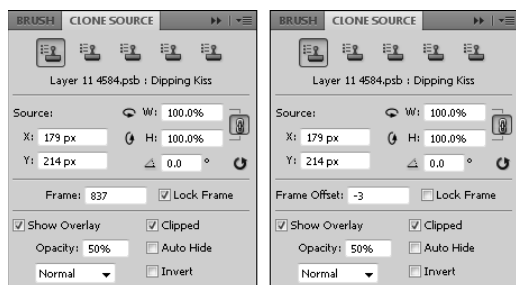 BRUSH CLONE SOURCE
Layer 11 4584.psb : Dipping Kiss
Source: W: 100.0%
X: 179 px H: 100.0%
Y: 214 px 0.0 °
Frame: 837 Lock Frame
Show Overlay Clipped
Opacity: 50% Auto Hide
Normal Invert
BRUSH CLONE SOURCE
Layer 11 4584.psb : Dipping Kiss
Source: W: 100.0%
X: 179 px H: 100.0%
Y: 214 px 0.0 °
Frame Offset: -3 Lock Frame
Show Overlay Clipped
Opacity: 50% Auto Hide
Normal Invert